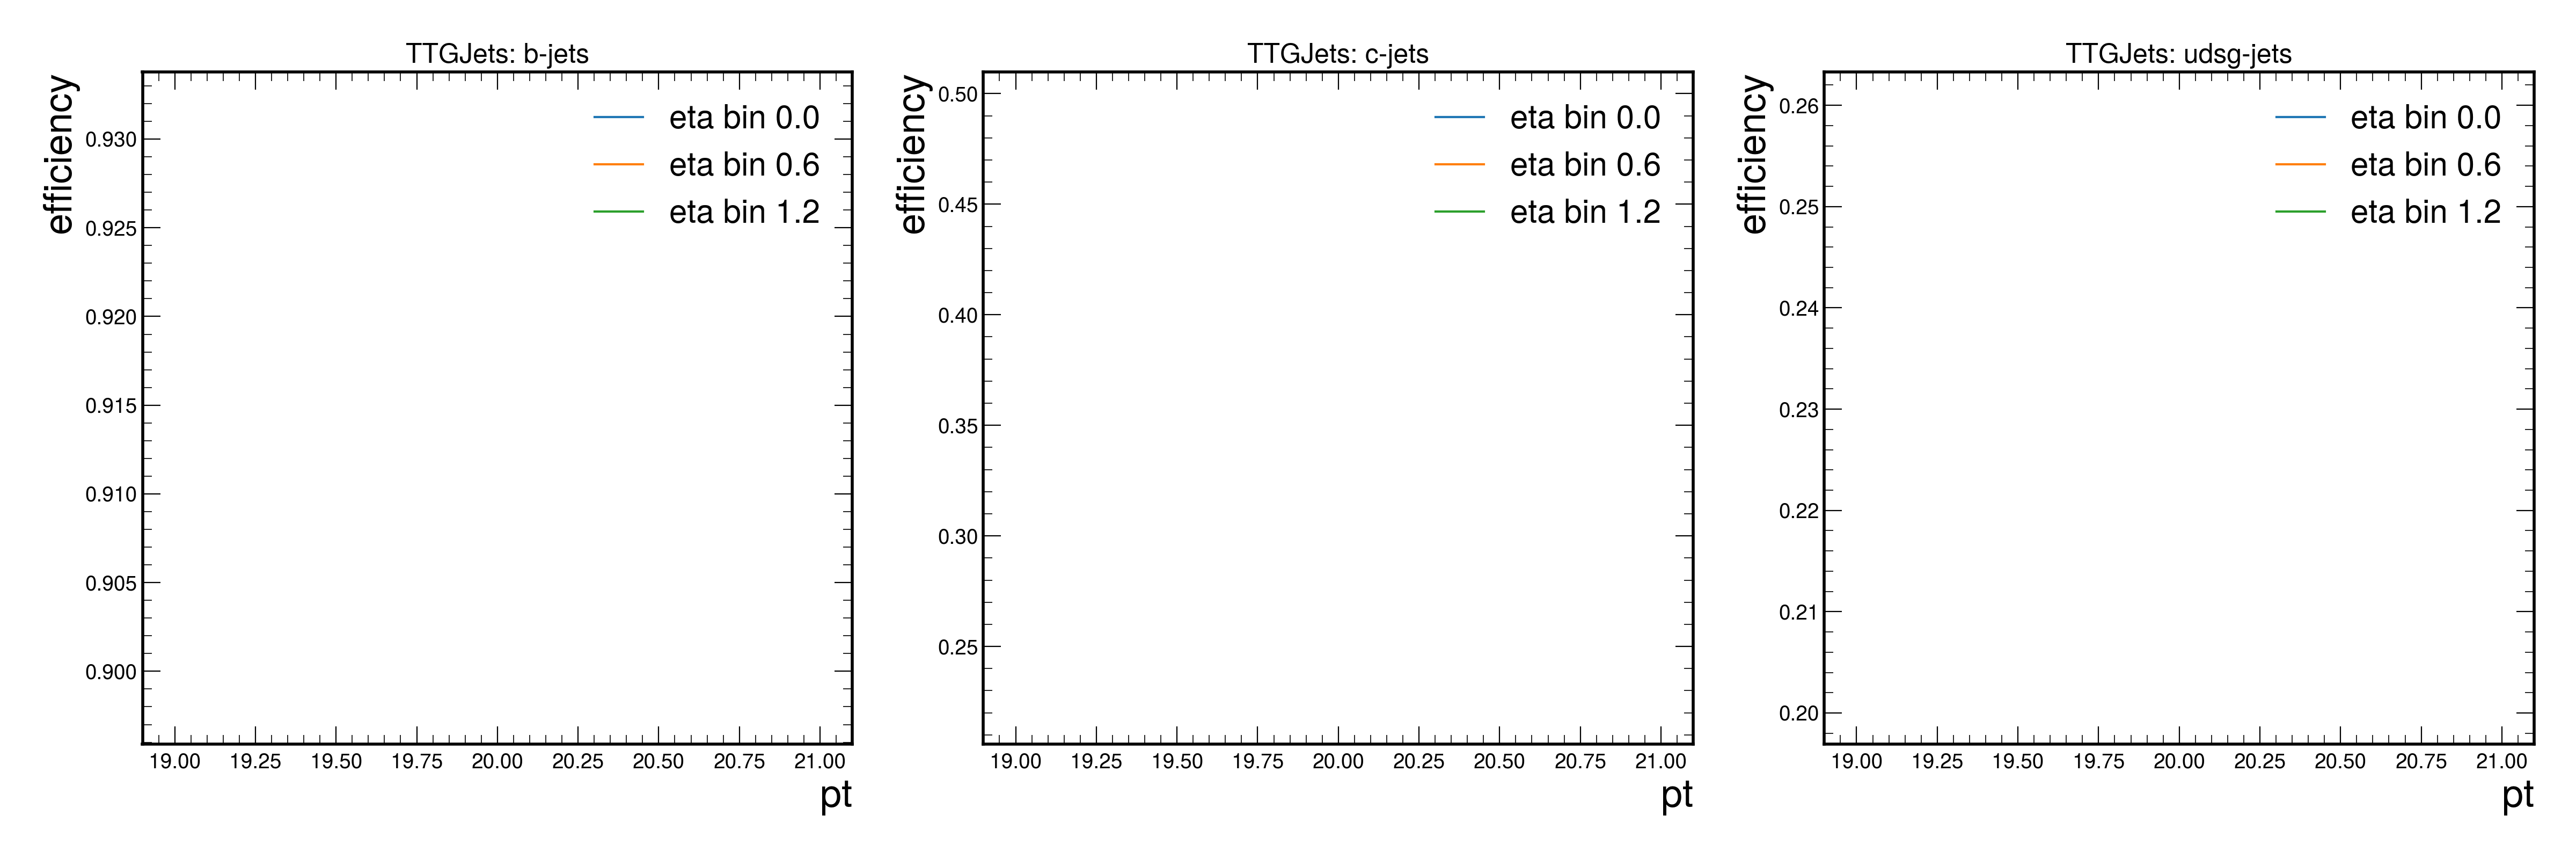 TTGJets: b-jets
efficiency
0.930
0.925
0.920
0.915
0.910
0.905
0.900
eta bin 0.0
eta bin 0.6
eta bin 1.2
19.00 19.25 19.50 19.75 20.00 20.25 20.50 20.75 21.00
pt
TTGJets: c-jets
efficiency
0.50
0.45
0.40
0.35
0.30
0.25
eta bin 0.0
eta bin 0.6
eta bin 1.2
19.00 19.25 19.50 19.75 20.00 20.25 20.50 20.75 21.00
pt
TTGJets: udsg-jets
efficiency
0.26
0.25
0.24
0.23
0.22
0.21
0.20
eta bin 0.0
eta bin 0.6
eta bin 1.2
19.00 19.25 19.50 19.75 20.00 20.25 20.50 20.75 21.00
pt